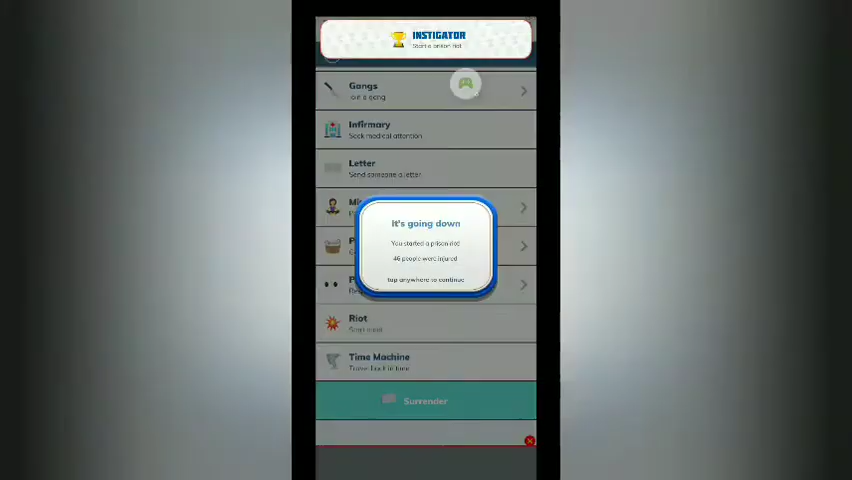 INSTIGATOR
Start a prison riot
Gangs
Join a gang
Infirmary
Seek medical attention
Letter
Send someone a letter
It's going down
You started a prison riot
46 people were injured
tap anywhere to continue
Riot
Start a riot
Time Machine
Travel back in time
Surrender